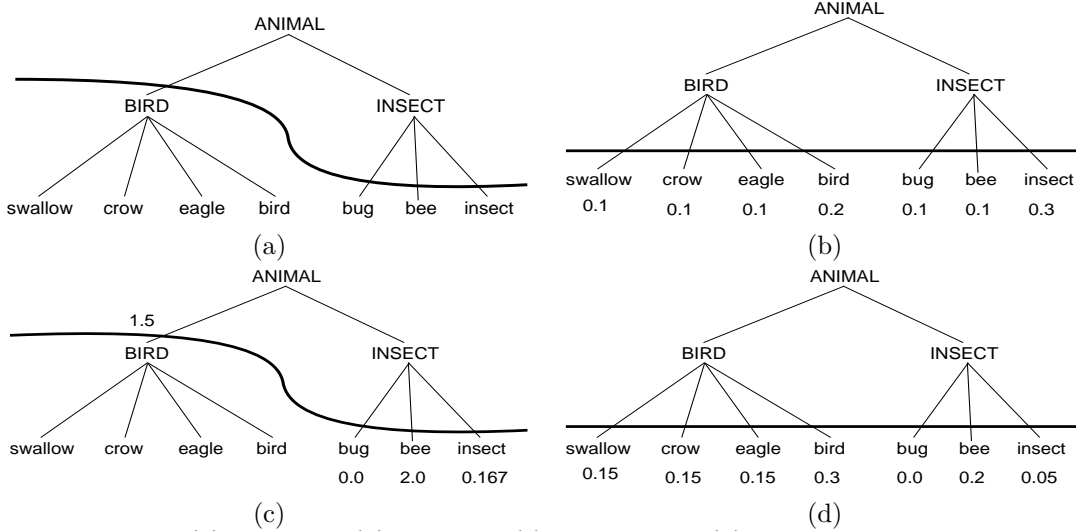 ANIMAL
BIRD INSECT
swallow crow eagle bird bug bee insect
(a)
ANIMAL
BIRD INSECT
swallow crow eagle bird bug bee insect
0.1 0.1 0.1 0.2 0.1 0.1 0.3
(b)
ANIMAL
1.5
BIRD INSECT
swallow crow eagle bird bug bee insect
0.0 2.0 0.167
(c)
ANIMAL
BIRD INSECT
swallow crow eagle bird bug bee insect
0.15 0.15 0.15 0.3 0.0 0.2 0.05
(d)